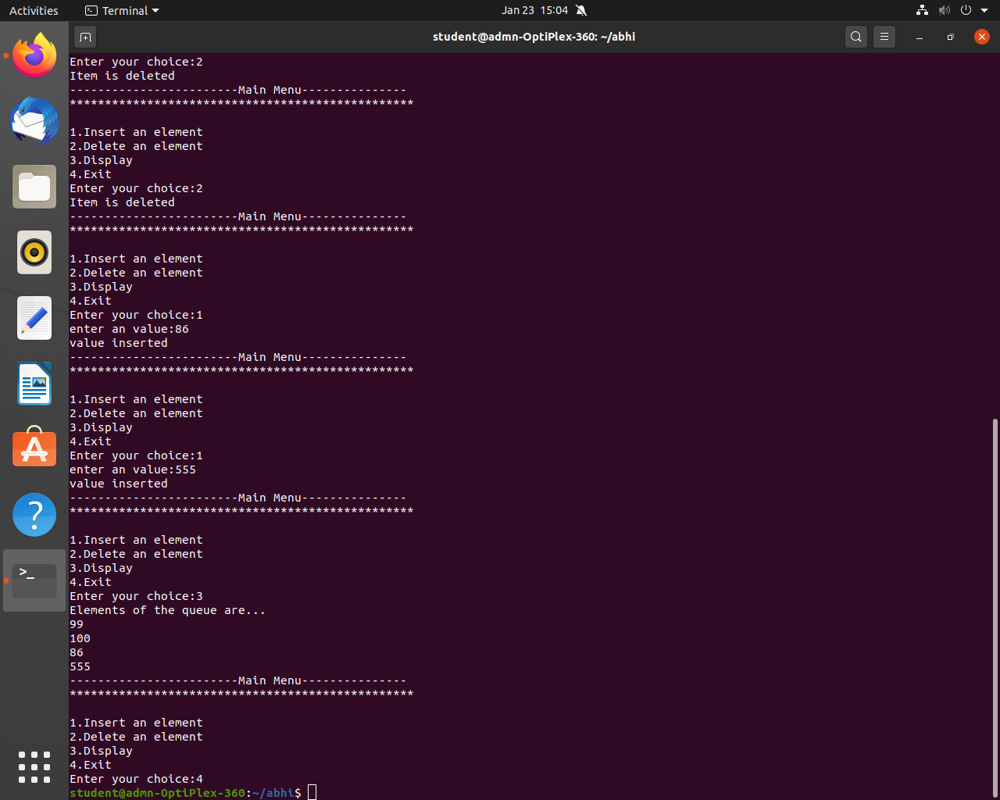 Activities Terminal Jan 23 15:04
student@admn-OptiPlex-360: ~/abhi
Enter your choice:2
Item is deleted
------------------------Main Menu---------------
*************************************************
1.Insert an element
2.Delete an element
3.Display
4.Exit
Enter your choice:2
Item is deleted
------------------------Main Menu---------------
*************************************************
1.Insert an element
2.Delete an element
3.Display
4.Exit
Enter your choice:1
enter an value:86
value inserted
------------------------Main Menu---------------
*************************************************
1.Insert an element
2.Delete an element
3.Display
4.Exit
Enter your choice:1
enter an value:555
value inserted
------------------------Main Menu---------------
*************************************************
1.Insert an element
2.Delete an element
3.Display
4.Exit
Enter your choice:3
Elements of the queue are...
99
100
86
555
------------------------Main Menu---------------
*************************************************
1.Insert an element
2.Delete an element
3.Display
4.Exit
Enter your choice:4
student@admn-OptiPlex-360:~/abhi$